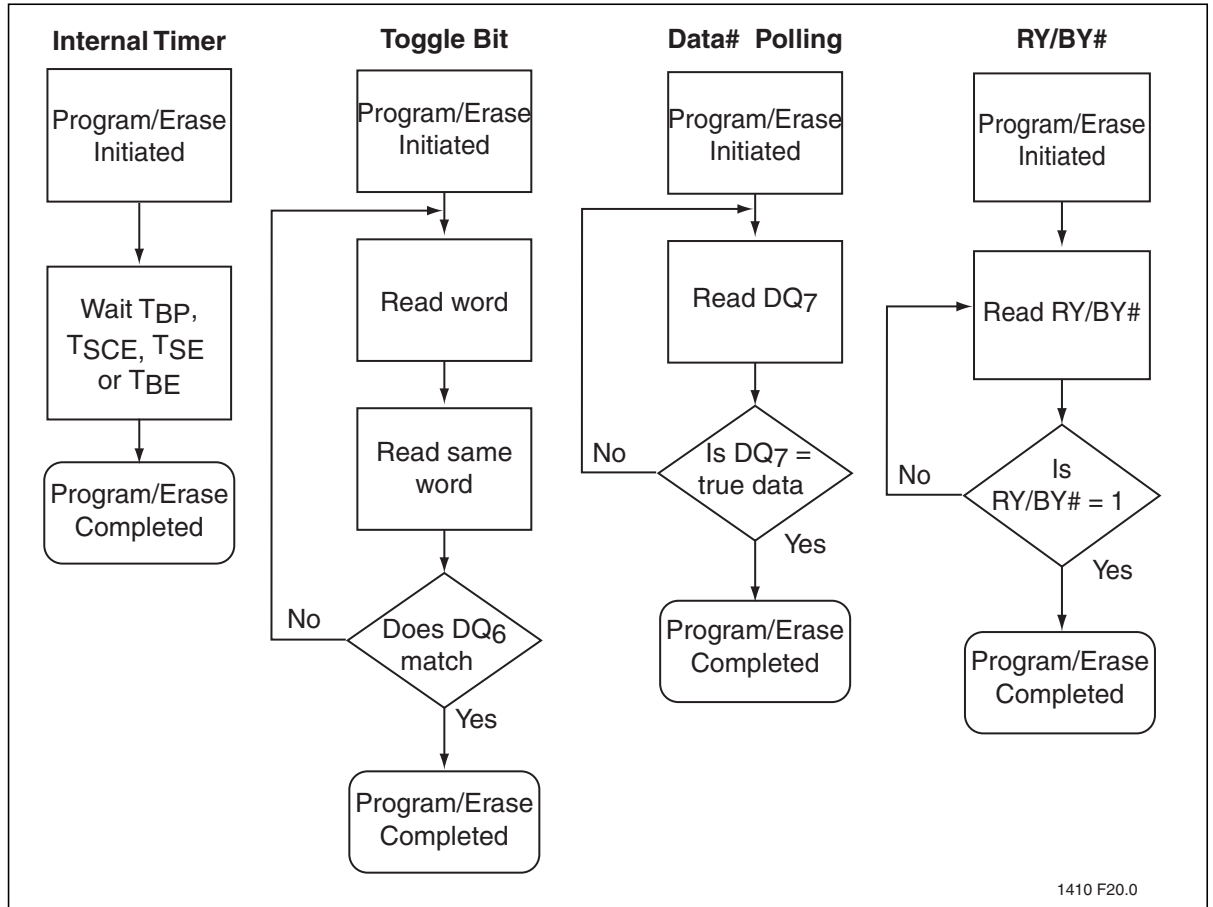 Internal Timer
Program/Erase
Initiated
Wait TBP,
TSCE, TSE
or TBE
Program/Erase
Completed
Toggle Bit
Program/Erase
Initiated
Read word
Read same
word
No
Does DQ6
match
Yes
Program/Erase
Completed
Data# Polling
Program/Erase
Initiated
Read DQ7
No
Is DQ7 =
true data
Yes
Program/Erase
Completed
RY/BY#
Program/Erase
Initiated
Read RY/BY#
No
Is
RY/BY# = 1
Yes
Program/Erase
Completed
1410 F20.0